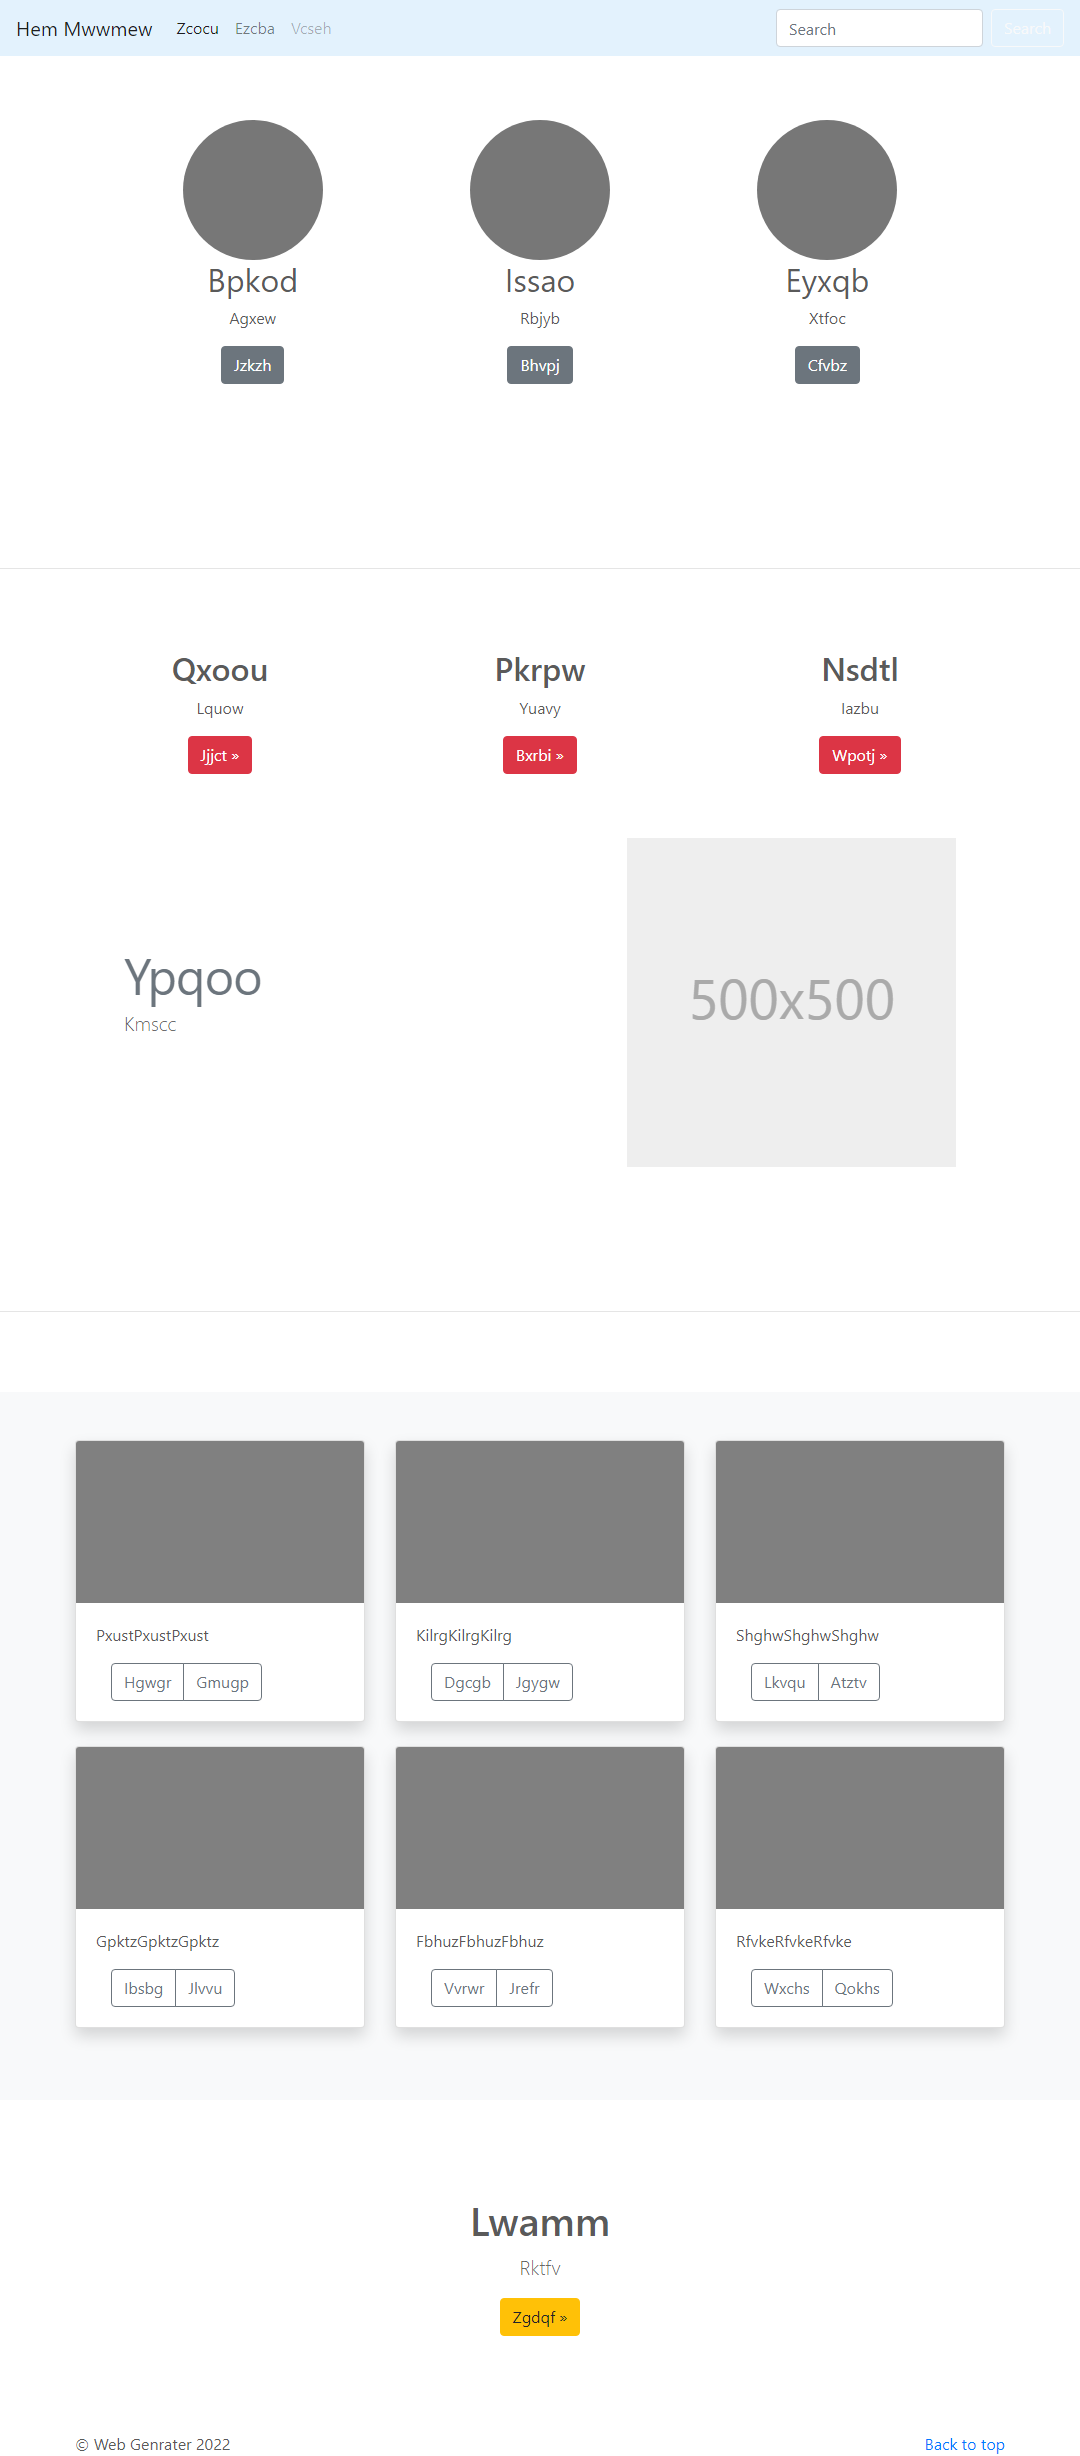 Hem Mwwmew Zcocu Ezcba Vcseh Search Search
Bpkod Issao Eyxqb
Agxew Rbjyb Xtfoc
Jzkzh Bhvpj Cfvbz
Qxoou Pkrpw Nsdtl
Lquow Yuavy Iazbu
Jjjct » Bxrbi » Wpotj »
Ypqoo
Kmscc
500x500
PxustPxustPxust KilrgKilrgKilrg ShghwShghwShghw
Hgwgr Gmugp Dgcgb Jgygw Lkvqu Atztv
GpktzGpktzGpktz FbhuzFbhuzFbhuz RfvkeRfvkeRfvke
Ibsbg Jlvvu Vvrwr Jrefr Wxchs Qokhs
Lwamm
Rktfv
Zgdqf »
© Web Genrater 2022 Back to top